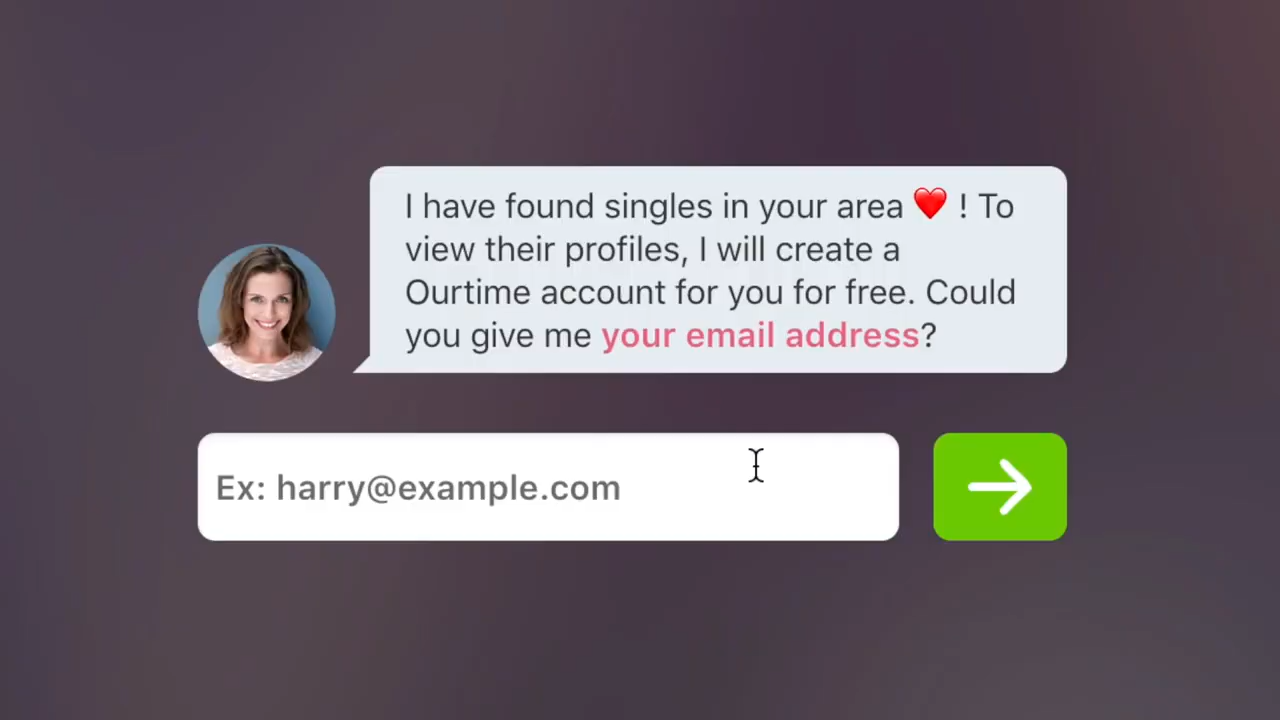 I have found singles in your area ❤️ ! To
view their profiles, I will create a
Ourtime account for you for free. Could
you give me your email address?
Ex: harry@example.com